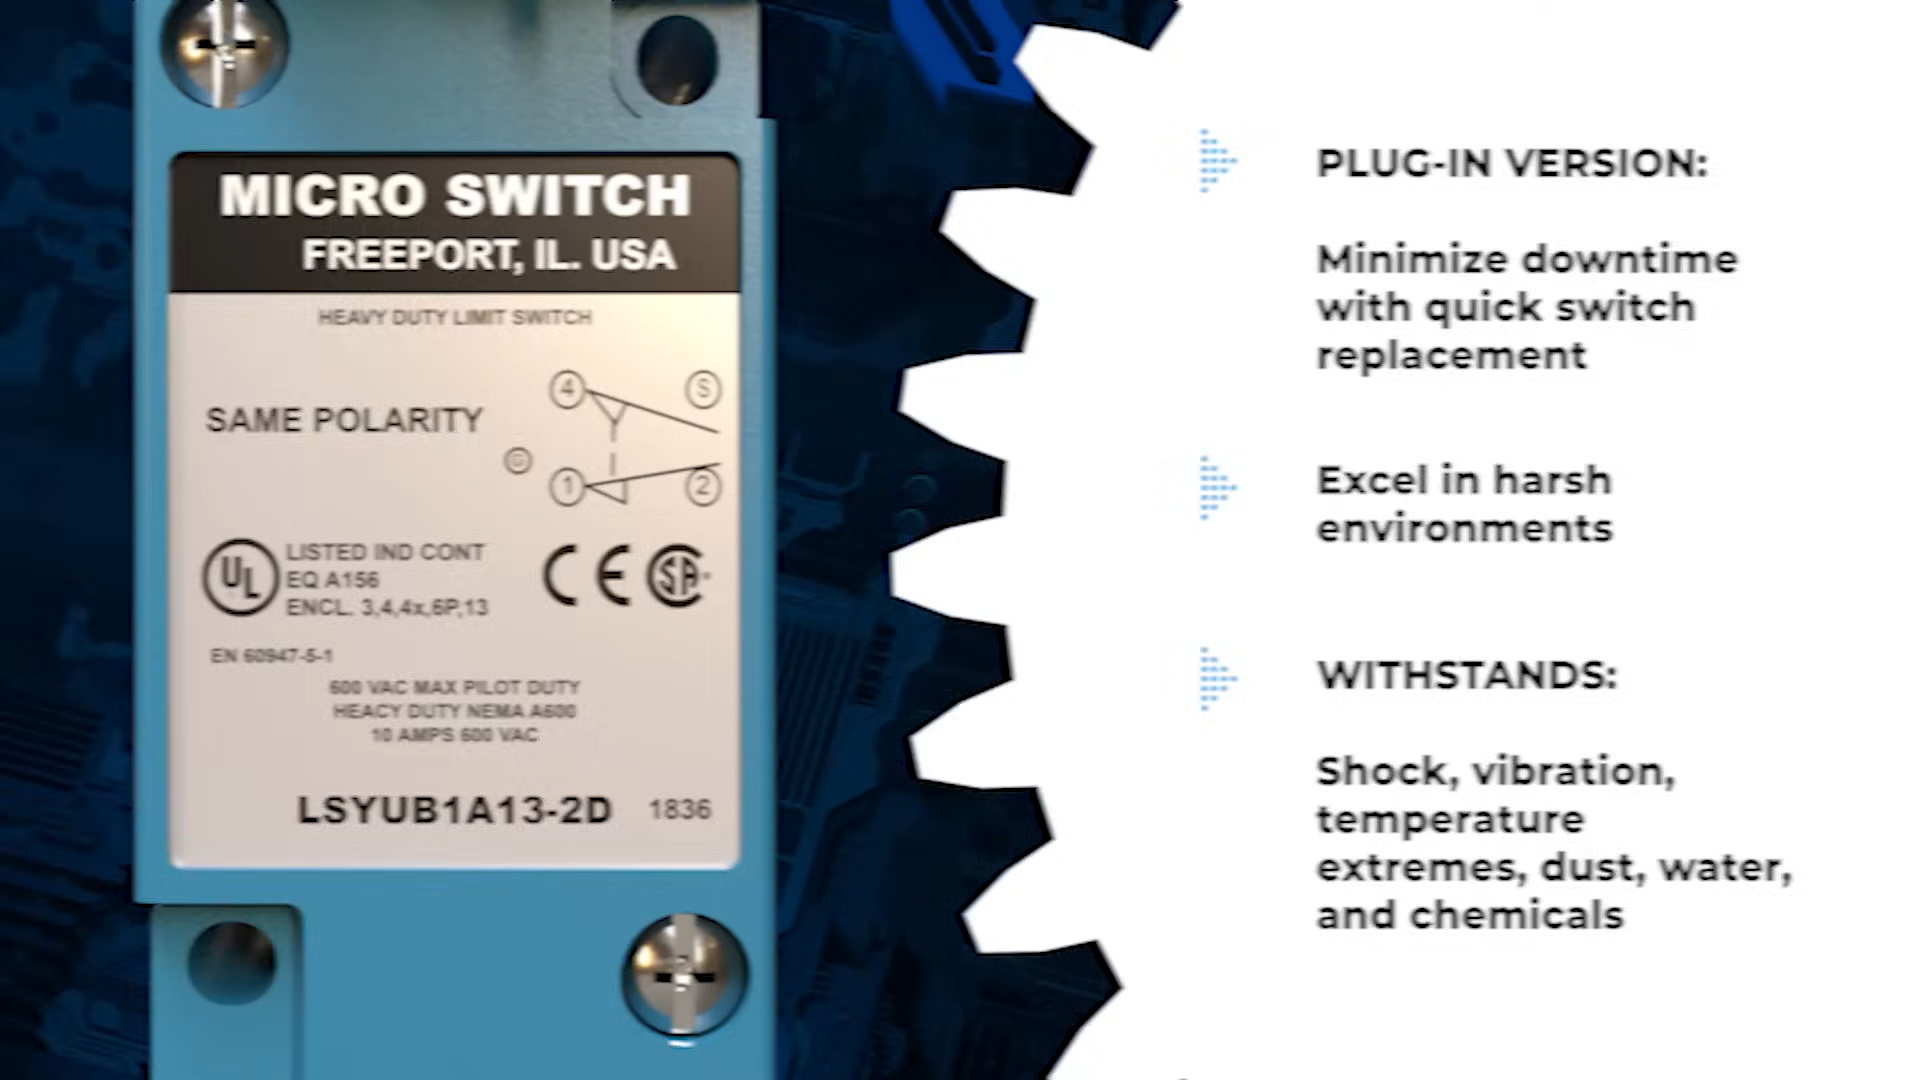 MICRO SWITCH
FREEPORT, IL. USA
HEAVY DUTY LIMIT SWITCH
4 S
SAME POLARITY
G
1 2
UL LISTED IND CONT
EQ A156
ENCL. 3,4,4x,6P,13
CE SA
EN 60947-5-1
600 VAC MAX PILOT DUTY
HEACY DUTY NEMA A600
10 AMPS 600 VAC
LSYUB1A13-2D 1836
PLUG-IN VERSION:
Minimize downtime
with quick switch
replacement
Excel in harsh
environments
WITHSTANDS:
Shock, vibration,
temperature
extremes, dust, water,
and chemicals